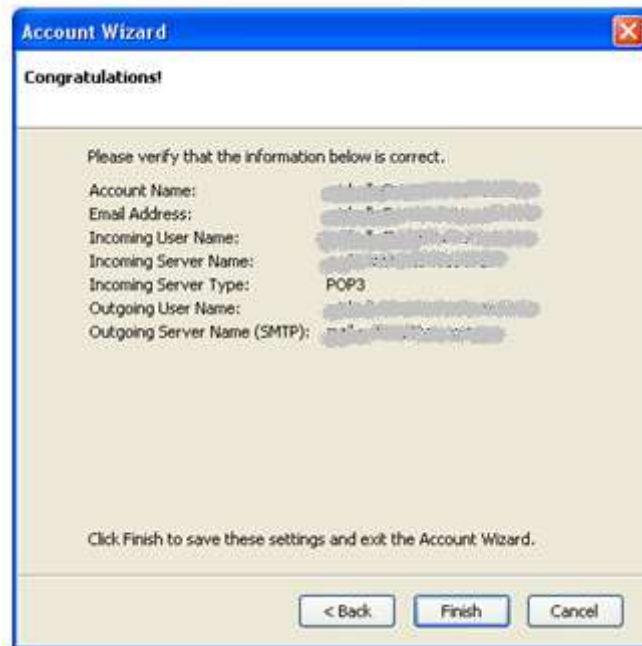 Account Wizard
Congratulations!
Please verify that the information below is correct.
Account Name:
Email Address:
Incoming User Name:
Incoming Server Name:
Incoming Server Type: POP3
Outgoing User Name:
Outgoing Server Name (SMTP):
Click Finish to save these settings and exit the Account Wizard.
< Back Finish Cancel